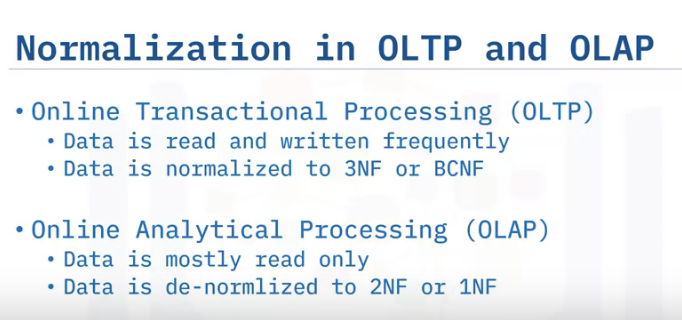 Normalization in OLTP and OLAP
• Online Transactional Processing (OLTP)
• Data is read and written frequently
• Data is normalized to 3NF or BCNF
• Online Analytical Processing (OLAP)
• Data is mostly read only
• Data is de-normlized to 2NF or 1NF